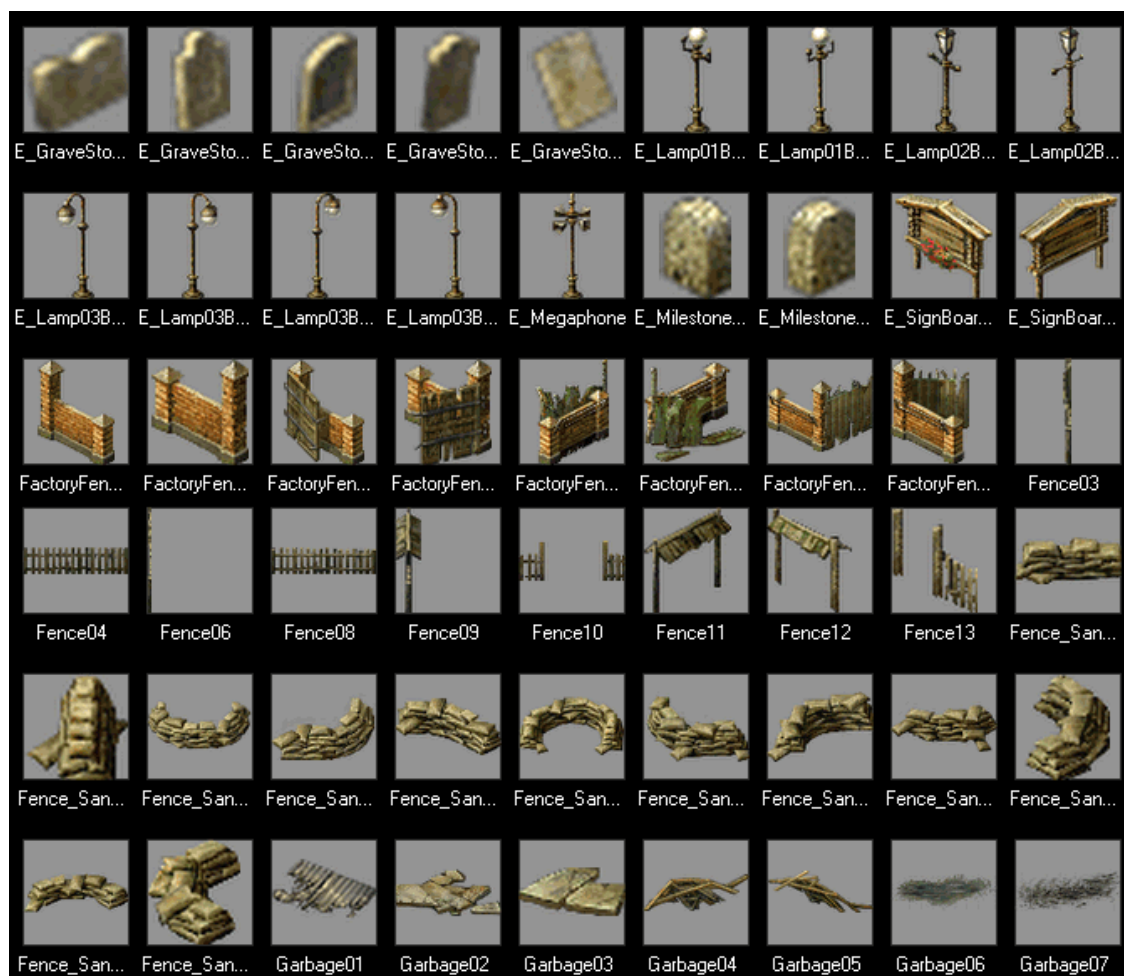 E_GraveSto... E_GraveSto... E_GraveSto... E_GraveSto... E_GraveSto... E_Lamp01B... E_Lamp01B... E_Lamp02B... E_Lamp02B...
E_Lamp03B... E_Lamp03B... E_Lamp03B... E_Lamp03B... E_Megaphone E_Milestone... E_Milestone... E_SignBoar... E_SignBoar...
FactoryFen... FactoryFen... FactoryFen... FactoryFen... FactoryFen... FactoryFen... FactoryFen... FactoryFen... Fence03
Fence04 Fence06 Fence08 Fence09 Fence10 Fence11 Fence12 Fence13 Fence_San...
Fence_San... Fence_San... Fence_San... Fence_San... Fence_San... Fence_San... Fence_San... Fence_San... Fence_San...
Fence_San... Fence_San... Garbage01 Garbage02 Garbage03 Garbage04 Garbage05 Garbage06 Garbage07